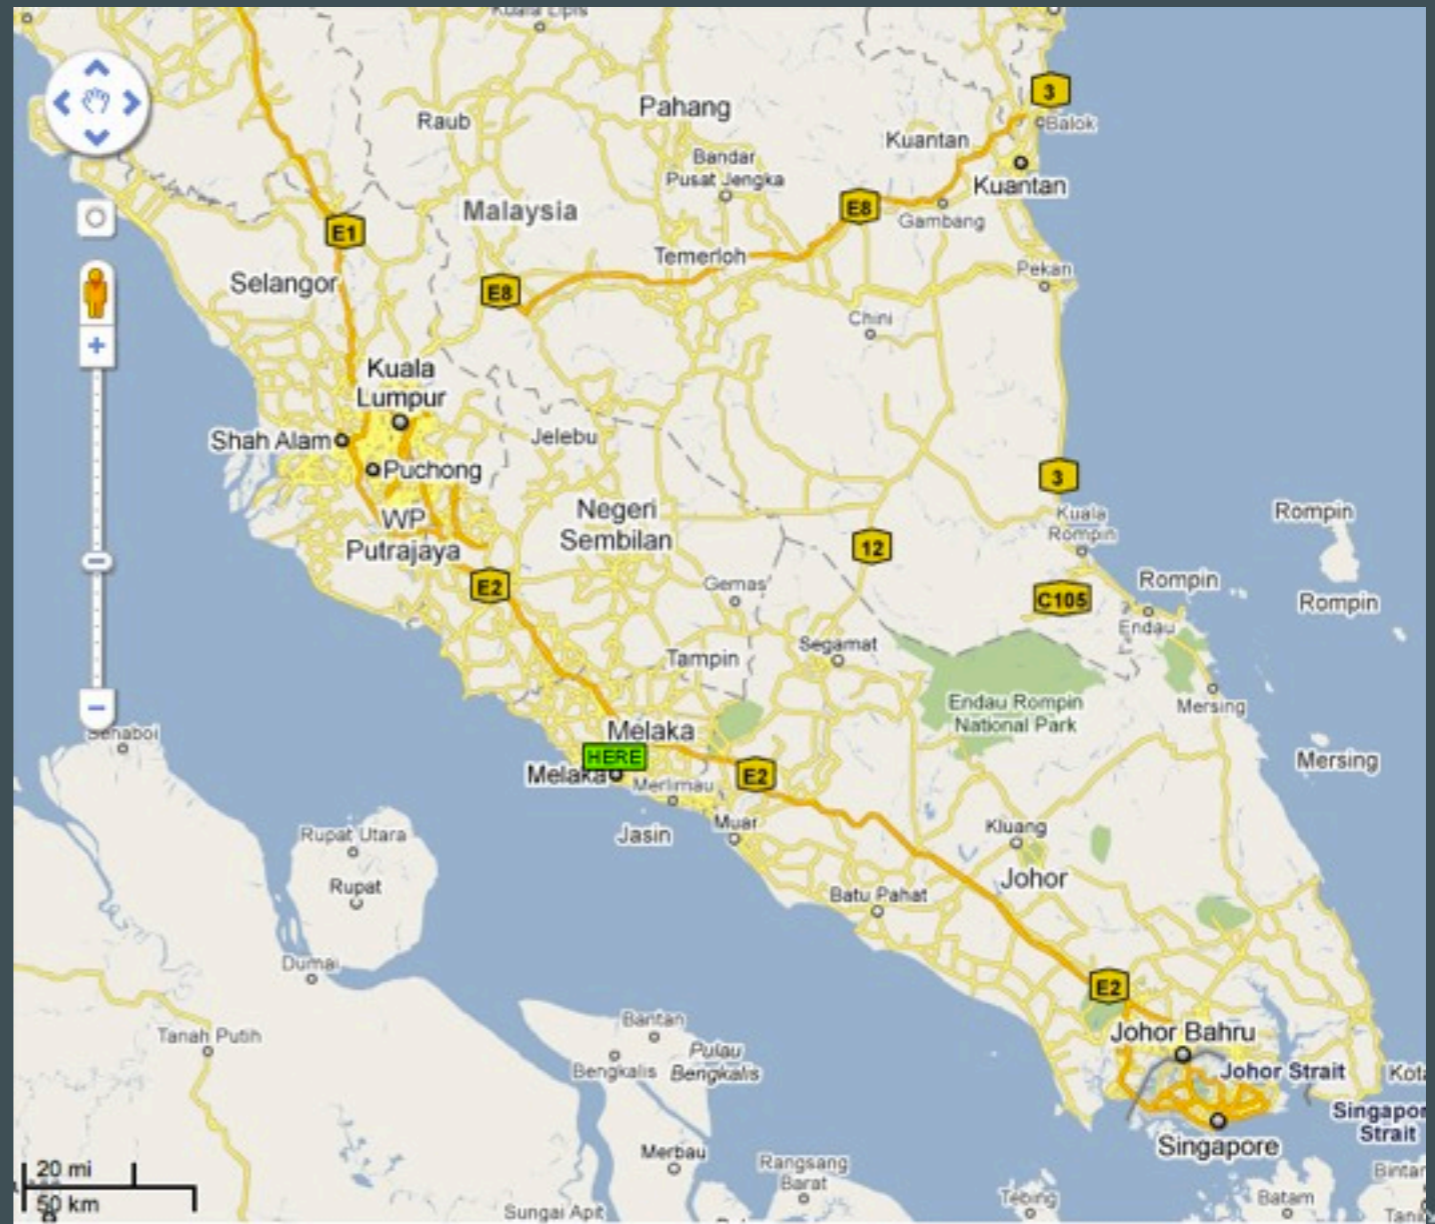 Kuala Lipis
3
Balok
Raub
Pahang
Kuantan
Bandar
Pusat Jengka
Kuantan
Malaysia
E8
Gambang
E1
Temerloh
Selangor
E8
Pekan
Chini
+
Kuala
Lumpur
Shah Alam
Jelebu
Puchong
3
Negeri
Sembilan
WP
Putrajaya
Kuala
Rompin
Rompin
12
E2
Gemas
Rompin
C105
Rompin
Endau
Segamat
Tampin
Endau Rompin
National Park
Mersing
−
Senaboi
Melaka
HERE
Melaka
Mersing
E2
Merlimau
Jasin
Muar
Kluang
Rupat Utara
Rupat
Johor
Batu Pahat
Dumai
E2
Bantan
Tanah Putih
Pulau
Bengkalis
Bengkalis
Johor Bahru
Johor Strait
Singapor
Strait
Singapore
Merbau
Rangsang
Barat
20 mi
50 km
Tebing
Batam
Sungai Apit